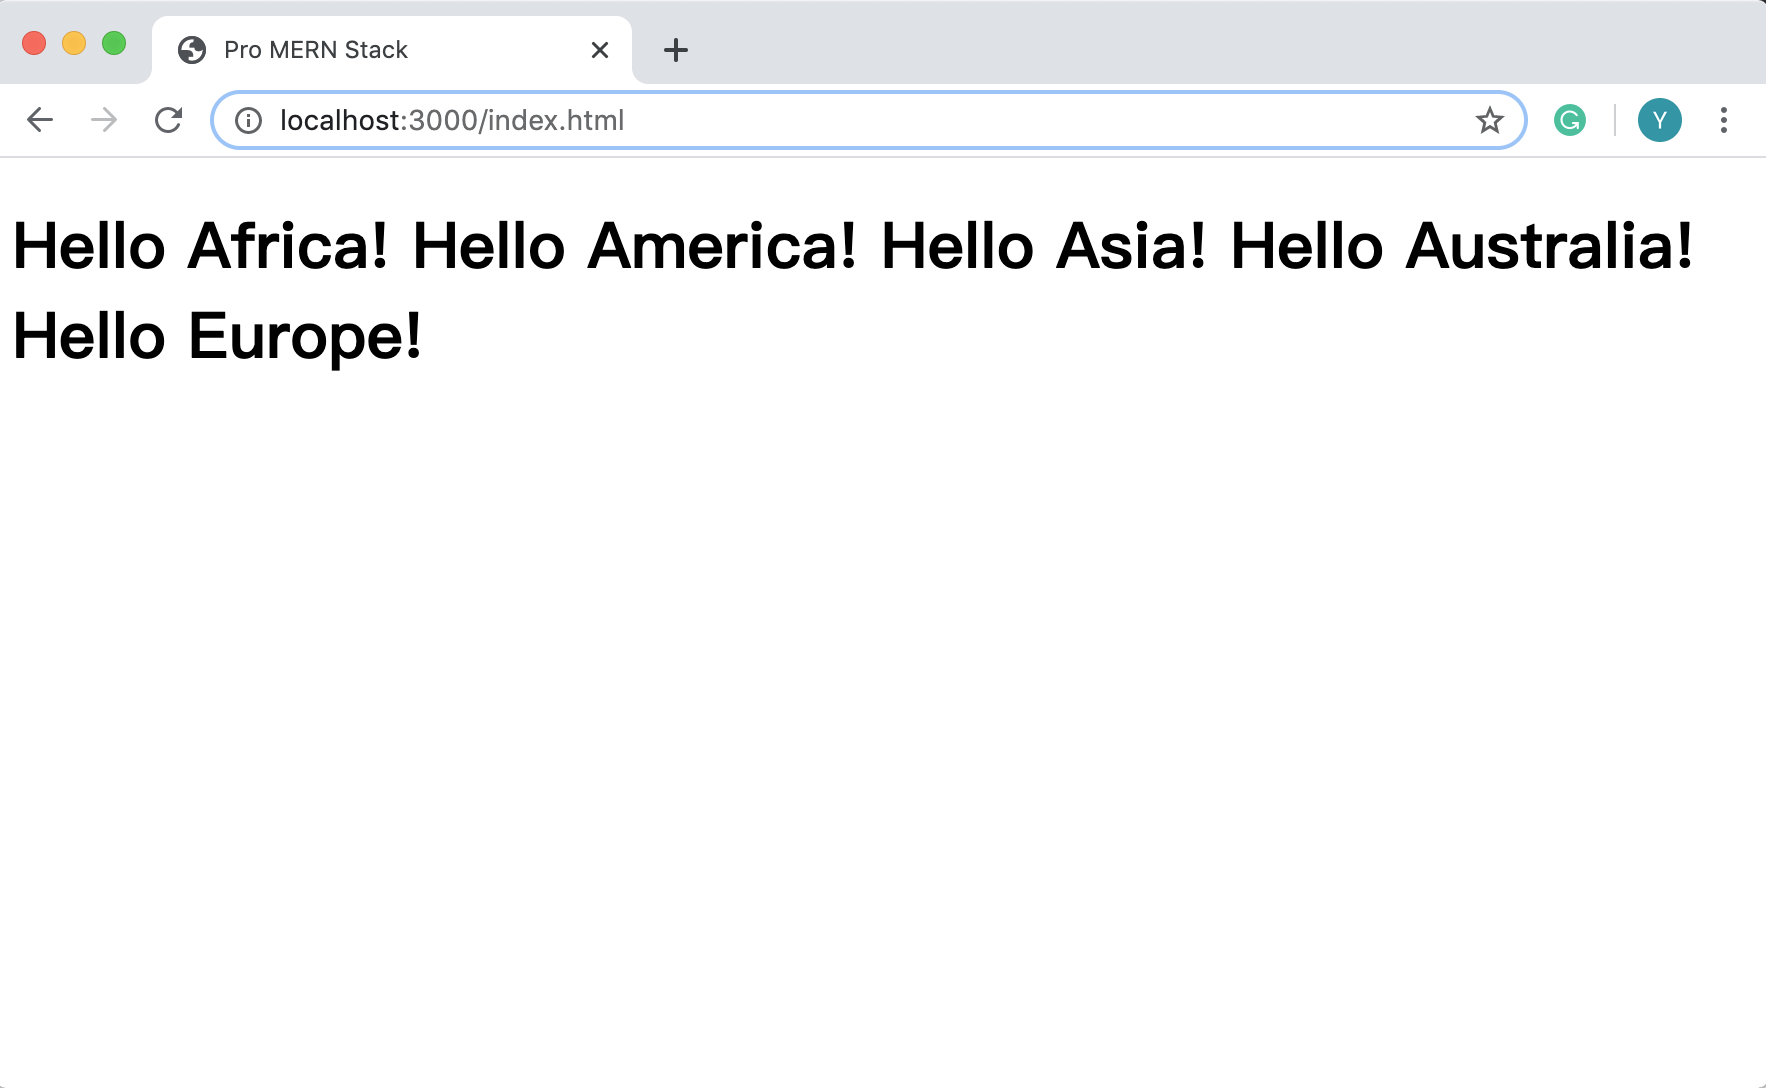 Pro MERN Stack
localhost:3000/index.html
Y
Hello Africa! Hello America! Hello Asia! Hello Australia!
Hello Europe!